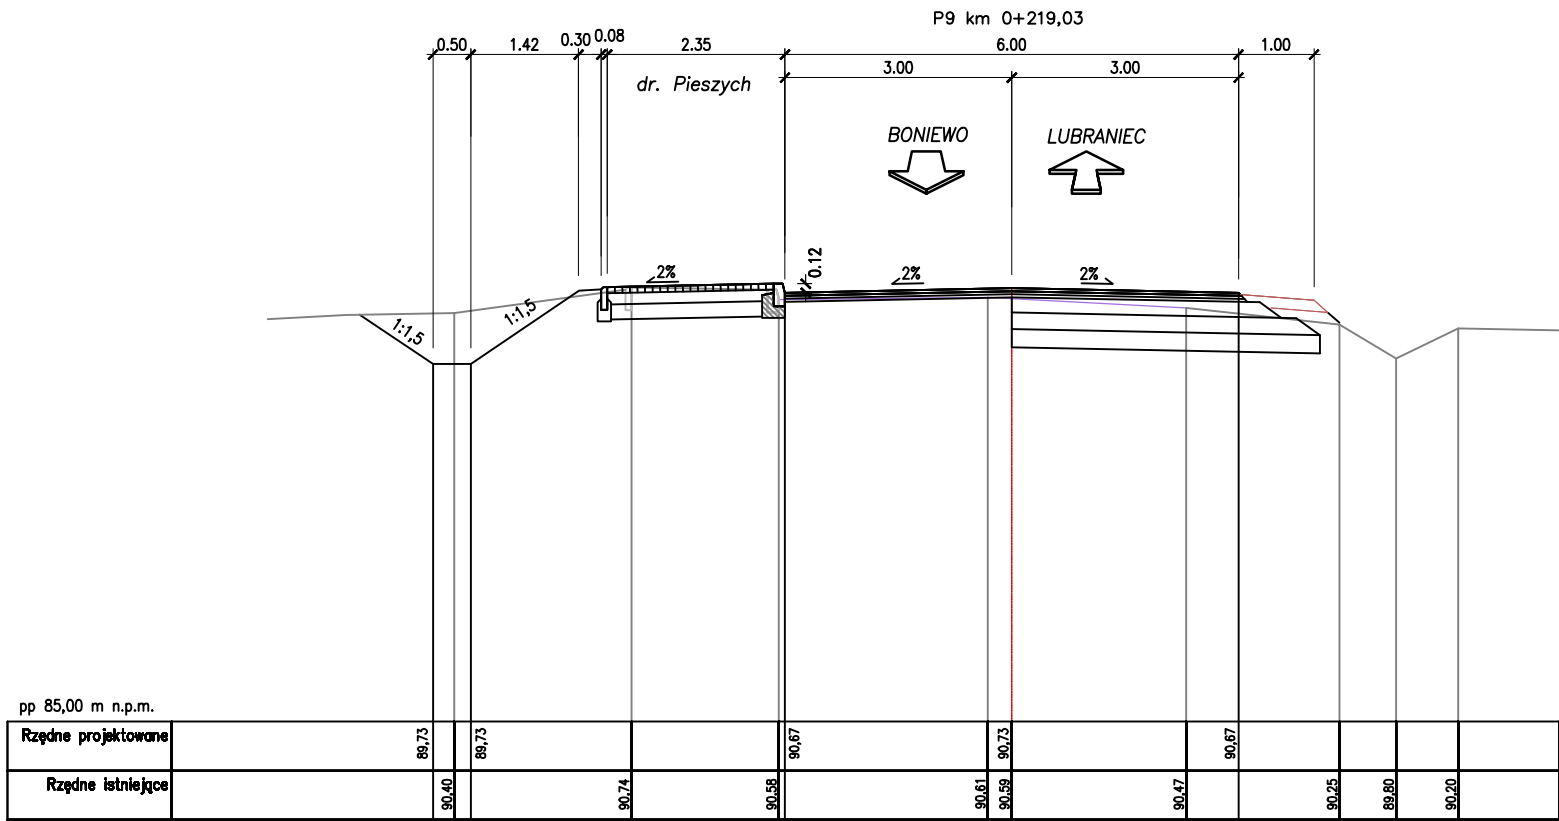 P9 km 0+219,03
0.50 1.42 0.30 0.08 2.35 6.00 1.00
3.00 3.00
dr. Pieszych
BONIEWO LUBRANIEC
0.12
2% 2% 2%
1:1,5 1:1,5
pp 85,00 m n.p.m.
Rzędne projektowane 89,73 89,73 90,67 90,73 90,67
Rzędne istniejące 90,40 90,74 90,58 90,61 90,59 90,47 90,25 89,80 90,20